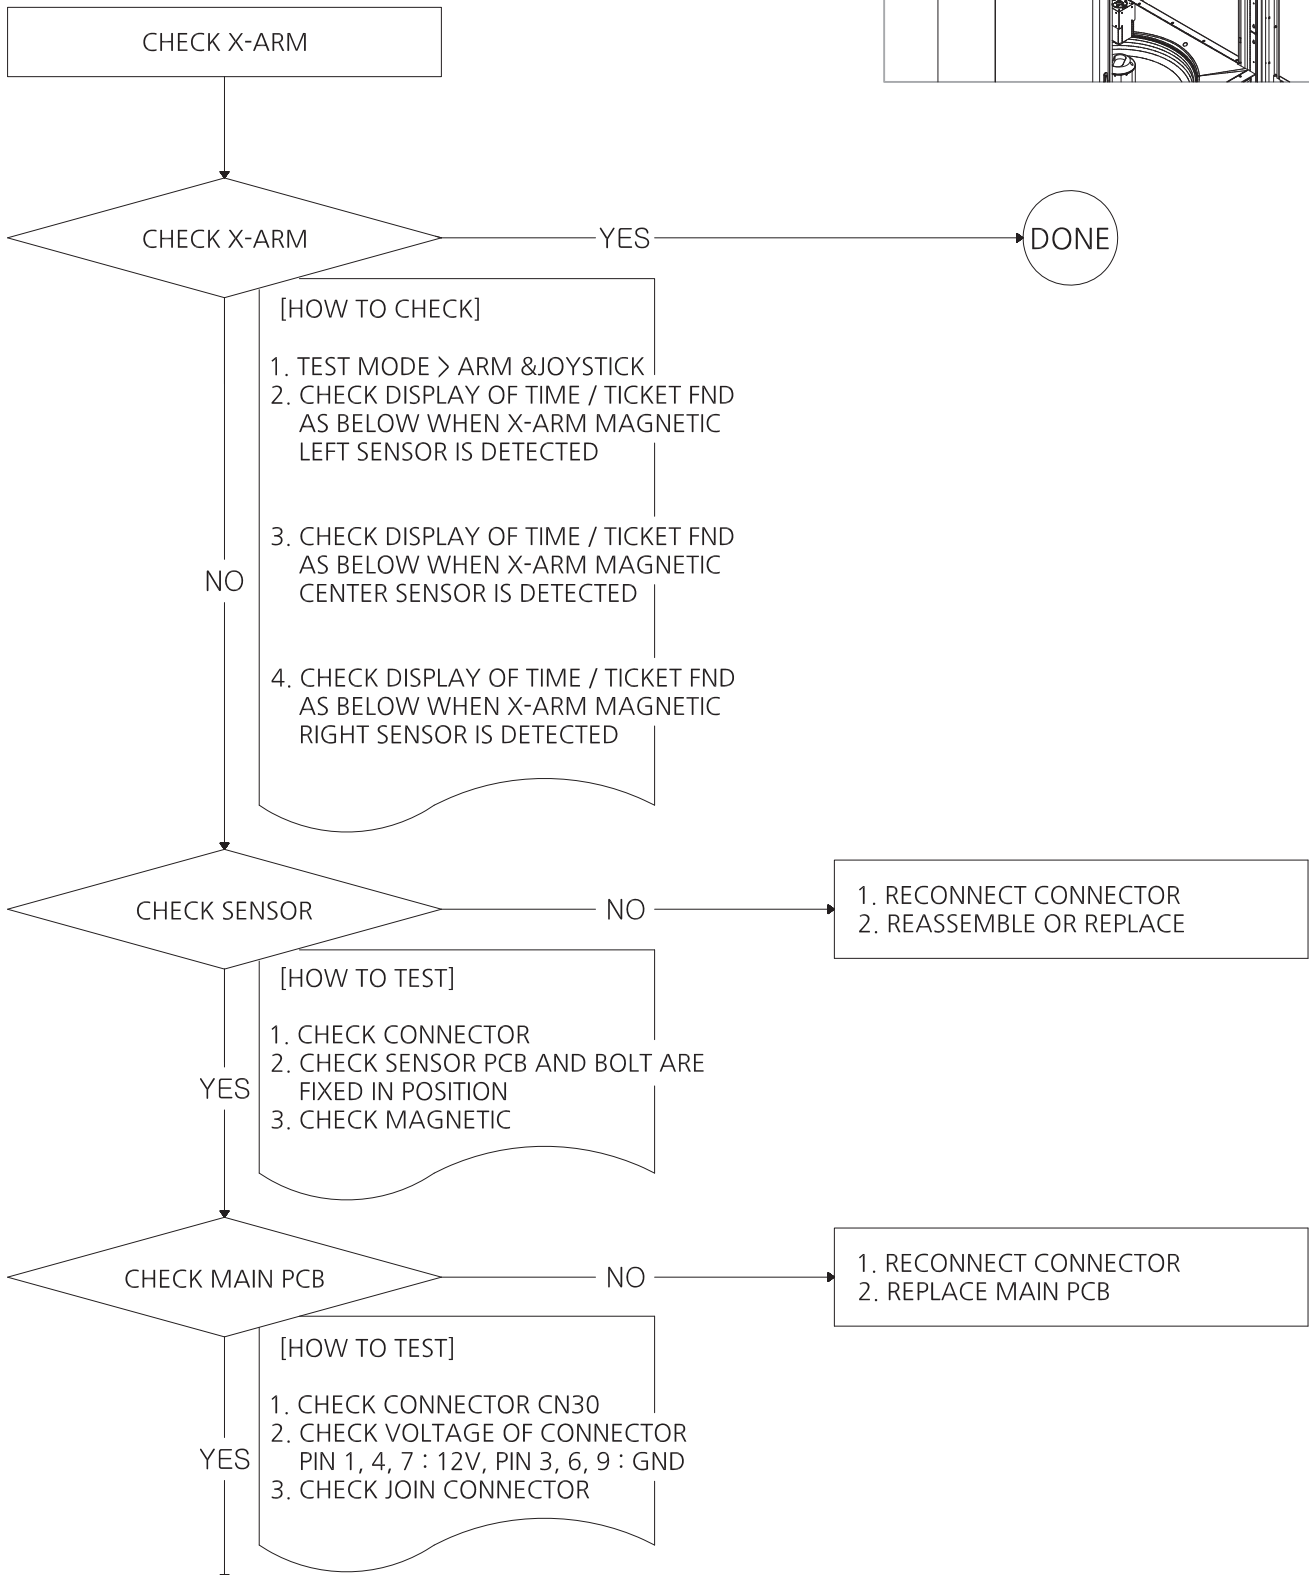 CHECK X-ARM
CHECK X-ARM
YES
DONE
[HOW TO CHECK]
1. TEST MODE > ARM &JOYSTICK
2. CHECK DISPLAY OF TIME / TICKET FND
AS BELOW WHEN X-ARM MAGNETIC
LEFT SENSOR IS DETECTED
3. CHECK DISPLAY OF TIME / TICKET FND
AS BELOW WHEN X-ARM MAGNETIC
CENTER SENSOR IS DETECTED
NO
4. CHECK DISPLAY OF TIME / TICKET FND
AS BELOW WHEN X-ARM MAGNETIC
RIGHT SENSOR IS DETECTED
CHECK SENSOR
NO
1. RECONNECT CONNECTOR
2. REASSEMBLE OR REPLACE
[HOW TO TEST]
1. CHECK CONNECTOR
2. CHECK SENSOR PCB AND BOLT ARE
FIXED IN POSITION
3. CHECK MAGNETIC
YES
CHECK MAIN PCB
NO
1. RECONNECT CONNECTOR
2. REPLACE MAIN PCB
[HOW TO TEST]
1. CHECK CONNECTOR CN30
2. CHECK VOLTAGE OF CONNECTOR
PIN 1, 4, 7 : 12V, PIN 3, 6, 9 : GND
3. CHECK JOIN CONNECTOR
YES